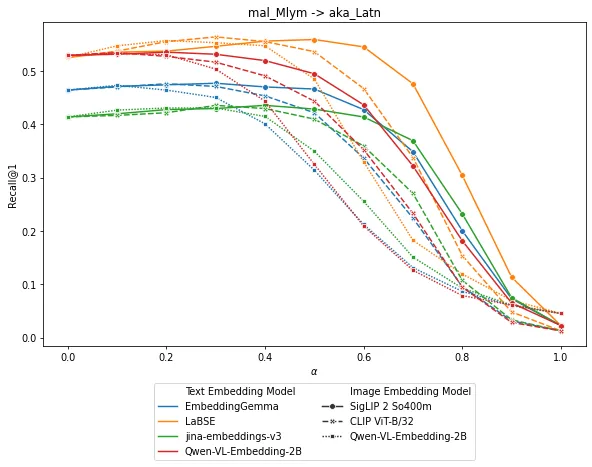 mal_Mlym -> aka_Latn
Recall@1
0.5
0.4
0.3
0.2
0.1
0.0
0.0 0.2 0.4 0.6 0.8 1.0
α
Text Embedding Model
EmbeddingGemma
LaBSE
jina-embeddings-v3
Qwen-VL-Embedding-2B
Image Embedding Model
SigLIP 2 So400m
CLIP ViT-B/32
Qwen-VL-Embedding-2B